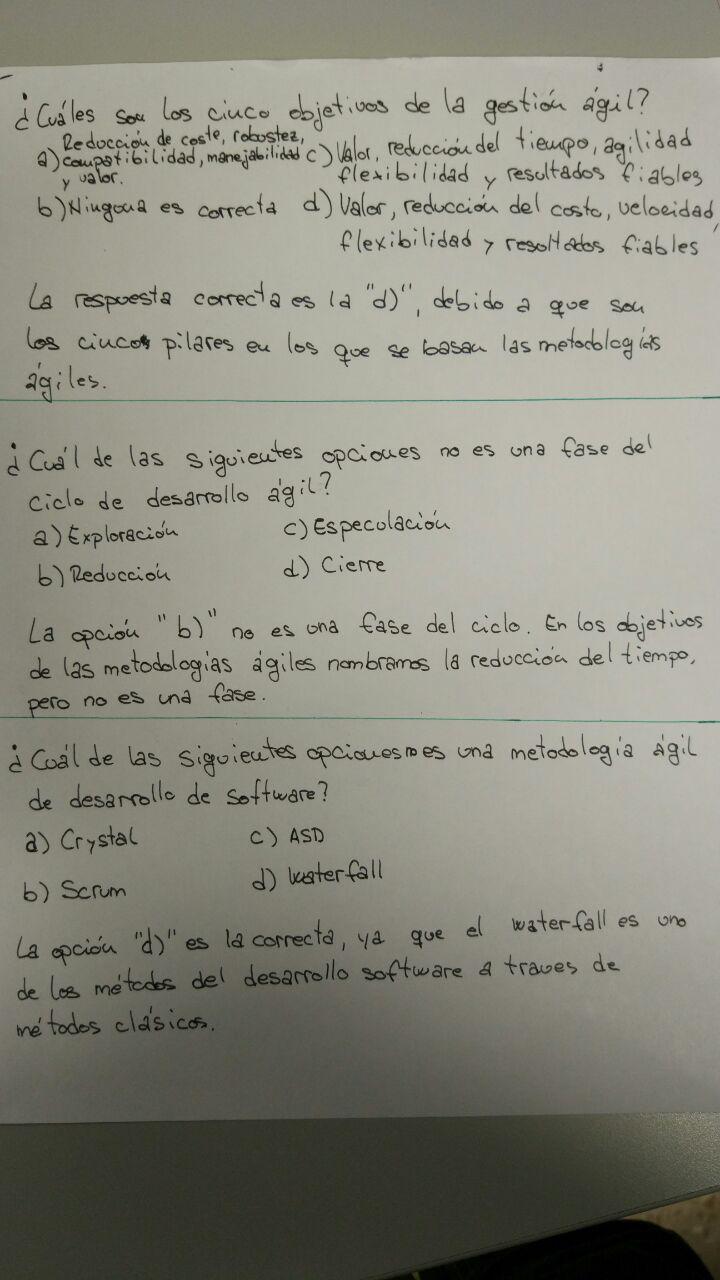 ¿Cuáles son los cinco objetivos de la gestión ágil?
a) Reducción de coste, robustez,
compatibilidad, manejabilidad
y valor.
c) Valor, reducción del tiempo, agilidad
flexibilidad y resultados fiables
b) Ninguna es correcta
d) Valor, reducción del costo, velocidad,
flexibilidad y resultados fiables
La respuesta correcta es la "d)", debido a que son
los cinco pilares en los que se basan las metodologías
ágiles.
¿Cuál de las siguientes opciones no es una fase del
ciclo de desarrollo ágil?
a) Exploración c) Especulación
b) Reducción d) Cierre
La opción "b)" no es una fase del ciclo. En los objetivos
de las metodologías ágiles nombramos la reducción del tiempo,
pero no es una fase.
¿Cuál de las siguientes opciones no es una metodología ágil
de desarrollo de software?
a) Crystal c) ASD
b) Scrum d) Waterfall
La opción "d)" es la correcta, ya que el waterfall es uno
de los métodos del desarrollo software a traves de
métodos clásicos.